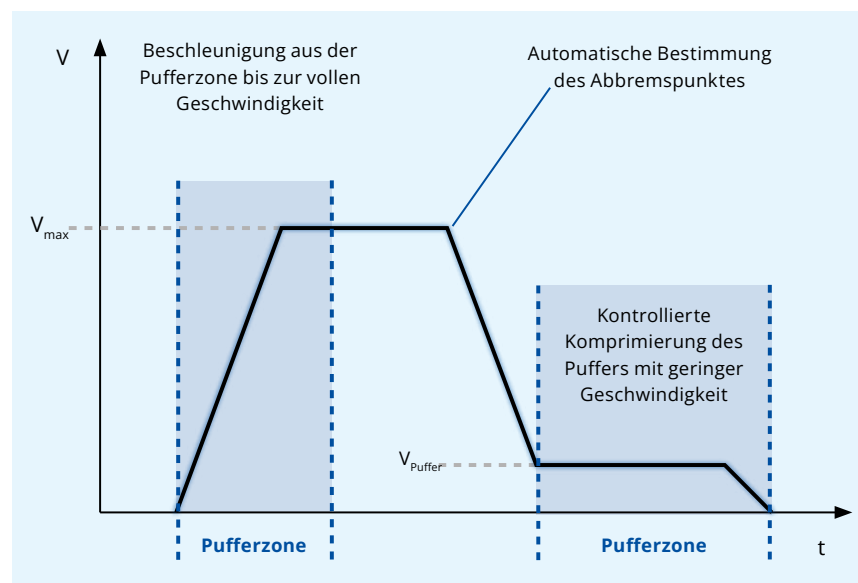 V
Beschleunigung aus der
Pufferzone bis zur vollen
Geschwindigkeit
Automatische Bestimmung
des Abbremspunktes
Vmax
Kontrollierte
Komprimierung des
Puffers mit geringer
Geschwindigkeit
VPuffer
Pufferzone
Pufferzone
t